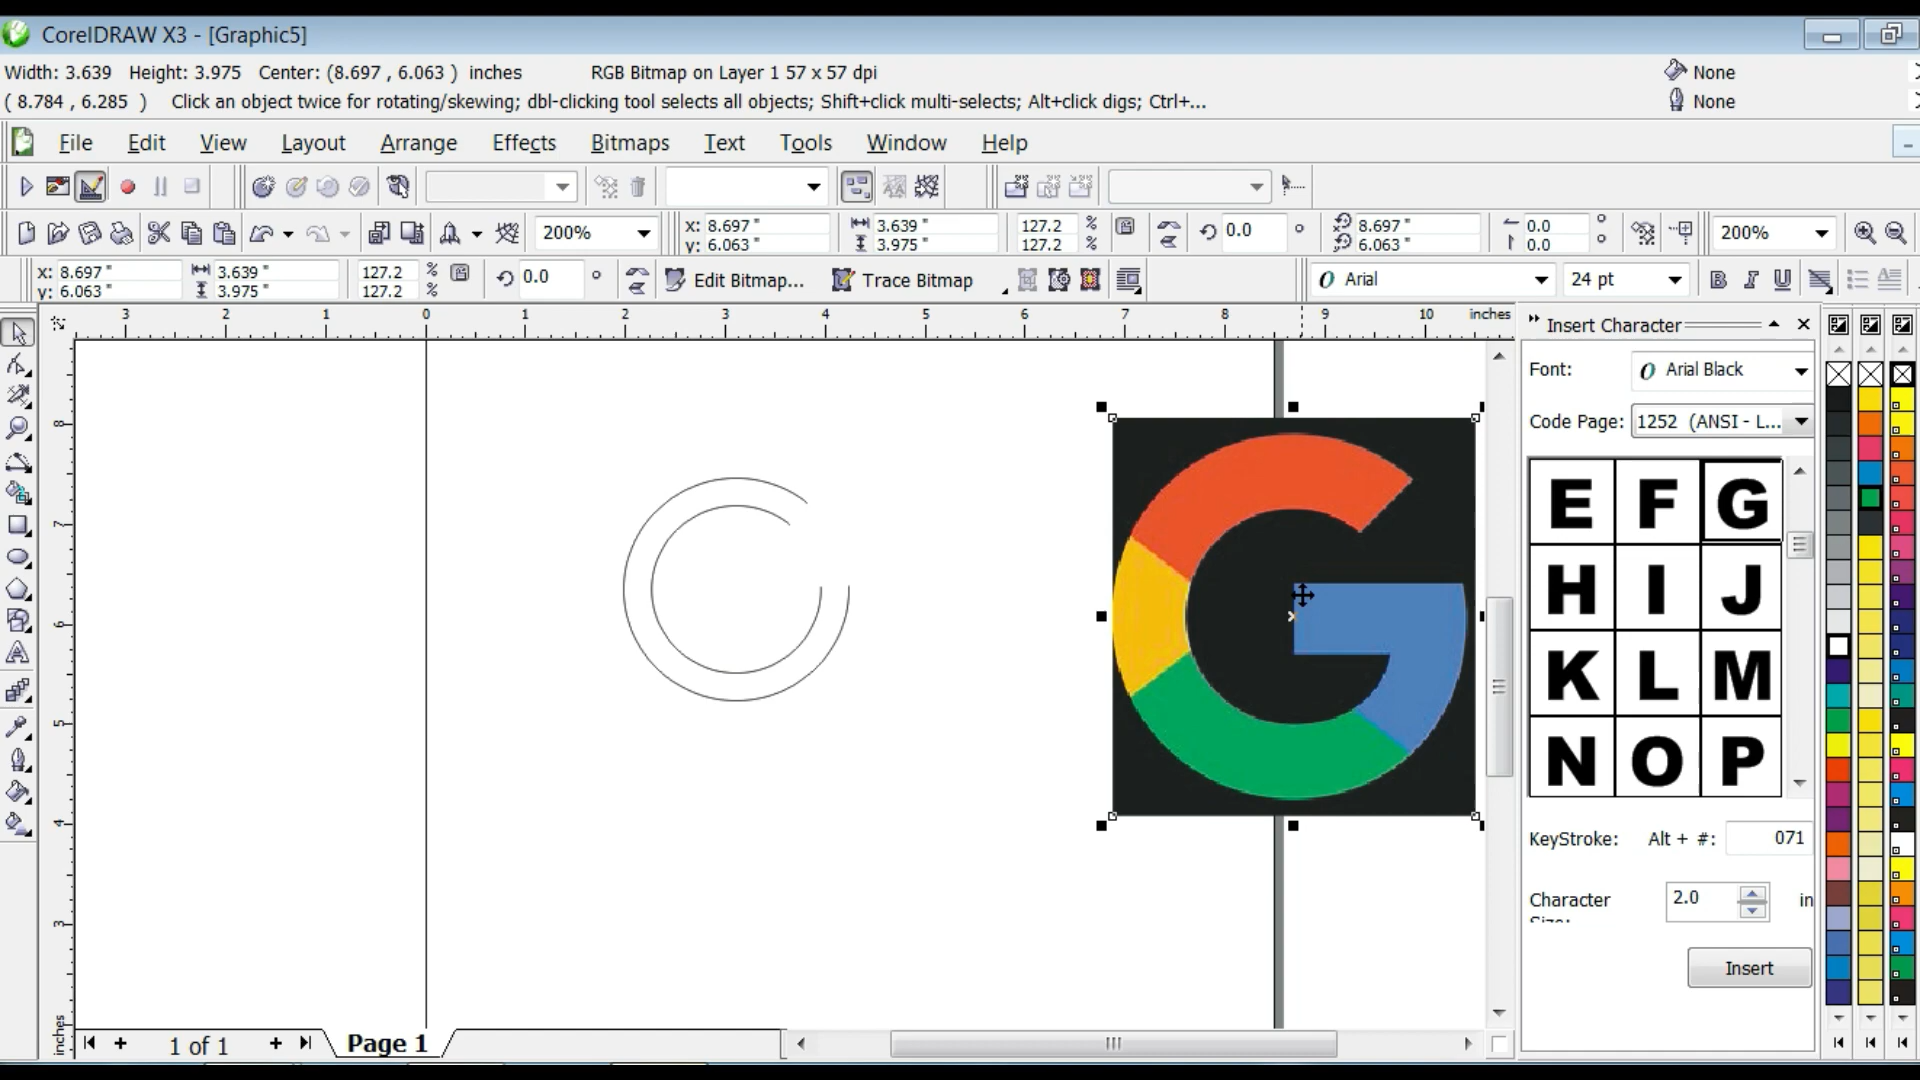 CorelDRAW X3 - [Graphic5]
Width: 3.639 Height: 3.975 Center: (8.697 , 6.063 ) inches RGB Bitmap on Layer 1 57 x 57 dpi None
( 8.784 , 6.285 ) Click an object twice for rotating/skewing; dbl-clicking tool selects all objects; Shift+click multi-selects; Alt+click digs; Ctrl+... None
File Edit View Layout Arrange Effects Bitmaps Text Tools Window Help
200% x: 8.697 " 3.639 " 127.2 % 0.0 ° 8.697 " 0.0 ° 200%
y: 6.063 " 3.975 " 127.2 % 6.063 " 0.0 °
x: 8.697 " 3.639 " 127.2 % 0.0 ° Edit Bitmap... Trace Bitmap O Arial 24 pt B I U
y: 6.063 " 3.975 " 127.2 %
3 2 1 0 1 2 3 4 5 6 7 8 9 10 inches
Insert Character
Font: O Arial Black
Code Page: 1252 (ANSI - L...
8
7
6
5
4
3
inches
G
E F G
H I J
K L M
N O P
KeyStroke: Alt + #: 071
Character 2.0 in
Insert
1 of 1 Page 1